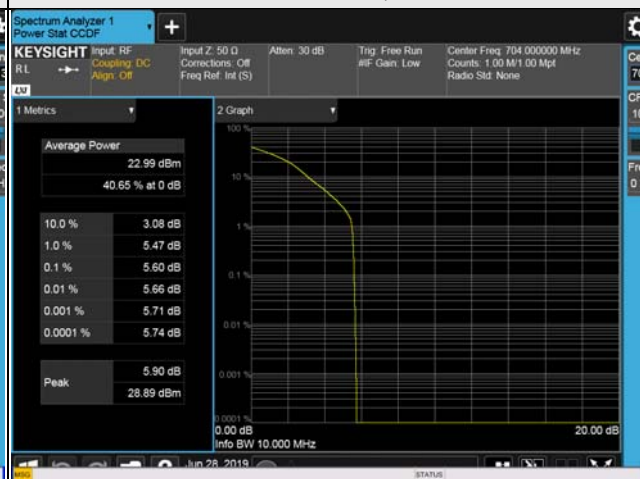 Spectrum Analyzer 1
Power Stat CCDF
+
KEYSIGHT
RL
LXI
Input: RF
Coupling: DC
Align: Off
Input Z: 50 Ω
Corrections: Off
Freq Ref: Int (S)
Atten: 30 dB
Trig: Free Run
#IF Gain: Low
Center Freq: 704.000000 MHz
Counts: 1.00 M/1.00 Mpt
Radio Std: None
1 Metrics
Average Power
22.99 dBm
40.65 % at 0 dB
10.0 % 3.08 dB
1.0 % 5.47 dB
0.1 % 5.60 dB
0.01 % 5.66 dB
0.001 % 5.71 dB
0.0001 % 5.74 dB
Peak
5.90 dB
28.89 dBm
2 Graph
100 %
10 %
1 %
0.1 %
0.01 %
0.001 %
0.0001 %
0.00 dB 20.00 dB
Info BW 10.000 MHz
Jun 28, 2019
MSG STATUS